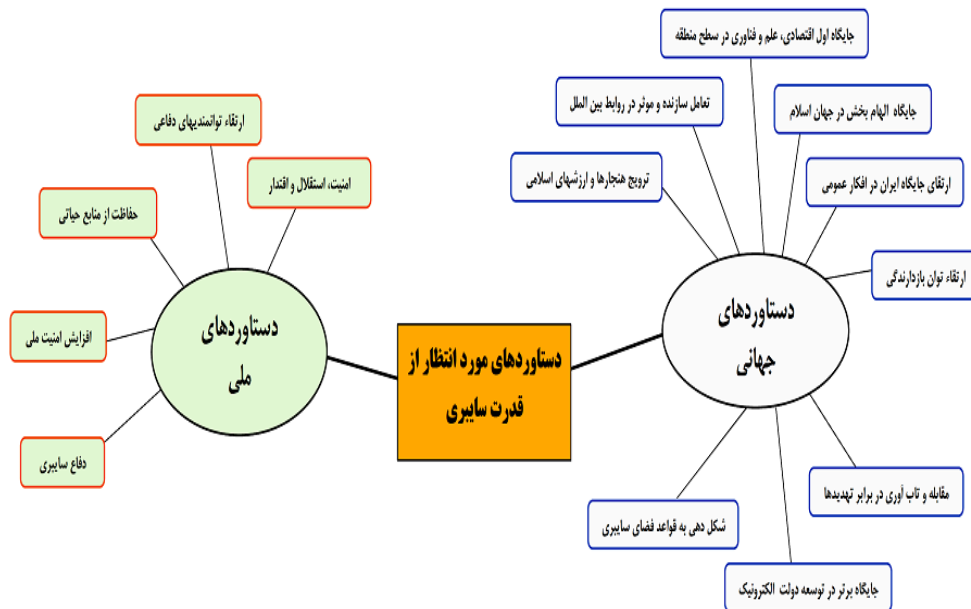 جایگاه اول اقتصادی، علم و فناوری در سطح منطقه
تعامل سازنده و موثر در روابط بین الملل
جایگاه الهام بخش در جهان اسلام
ترویج هنجارها و ارزشهای اسلامی
ارتقای جایگاه ایران در افکار عمومی
ارتقاء توان بازدارندگی
دستاوردهای
جهانی
مقابله و تاب آوری در برابر تهدیدها
شکل دهی به قواعد فضای سایبری
جایگاه برتر در توسعه دولت الکترونیک
دستاوردهای مورد انتظار از
قدرت سایبری
ارتقاء توانمندیهای دفاعی
امنیت، استقلال و اقتدار
حفاظت از منابع حیاتی
دستاوردهای
ملی
افزایش امنیت ملی
دفاع سایبری